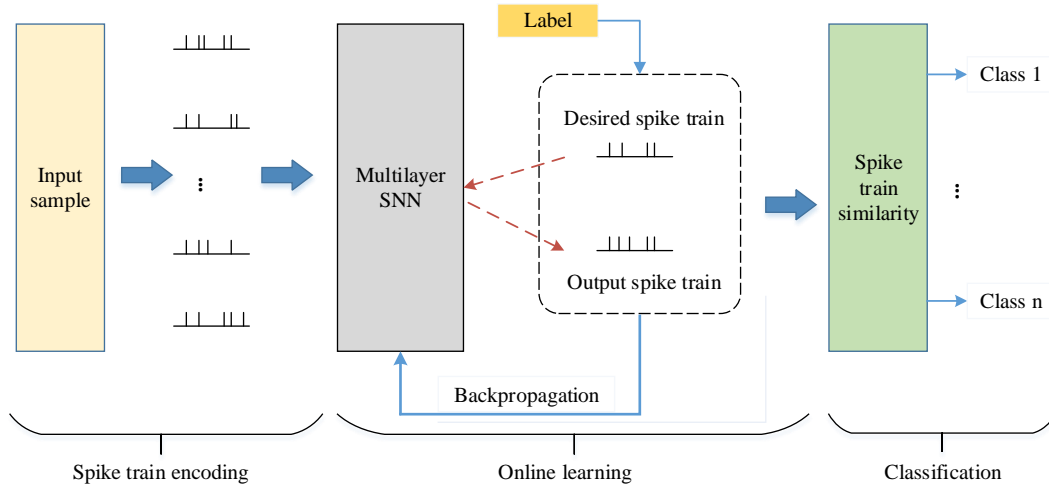 Label
Input
sample
Multilayer
SNN
Desired spike train
Output spike train
Backpropagation
Spike
train
similarity
Class 1
Class n
Spike train encoding
Online learning
Classification